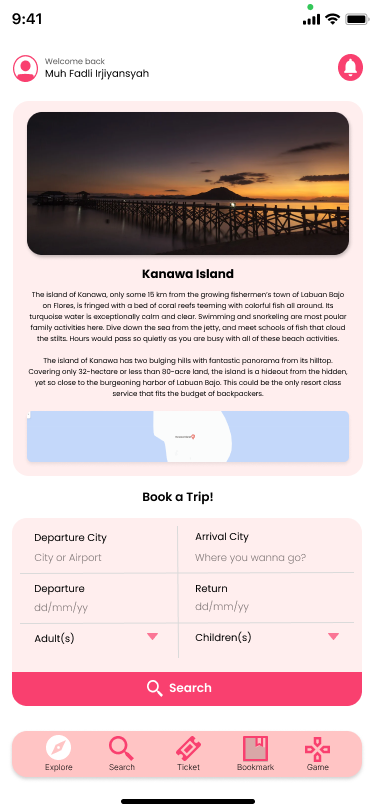 9:41
Welcome back
Muh Fadli Irjiyansyah
Kanawa Island
The island of Kanawa, only some 15 km from the growing fishermen's town of Labuan Bajo
on Flores, is fringed with a bed of coral reefs teeming with colorful fish all around. Its
turquoise water is exceptionally calm and clear. Swimming and snorkeling are most poular
family activities here. Dive down the sea from the jetty, and meet schools of fish that cloud
the stilts. Hours would pass so quietly as you are busy with all of these beach activities.
The island of Kanawa has two bulging hills with fantastic panorama from its hilltop.
Covering only 32-hectare or less than 80-acre land, the island is a hideout from the hidden,
yet so close to the burgeoning harbor of Labuan Bajo. This could be the only resort class
service that fits the budget of backpackers.
Book a Trip!
Departure City
Arrival City
City or Airport
Where you wanna go?
Departure
Return
dd/mm/yy
dd/mm/yy
Adult(s)
Children(s)
Search
Explore
Search
Ticket
Bookmark
Game